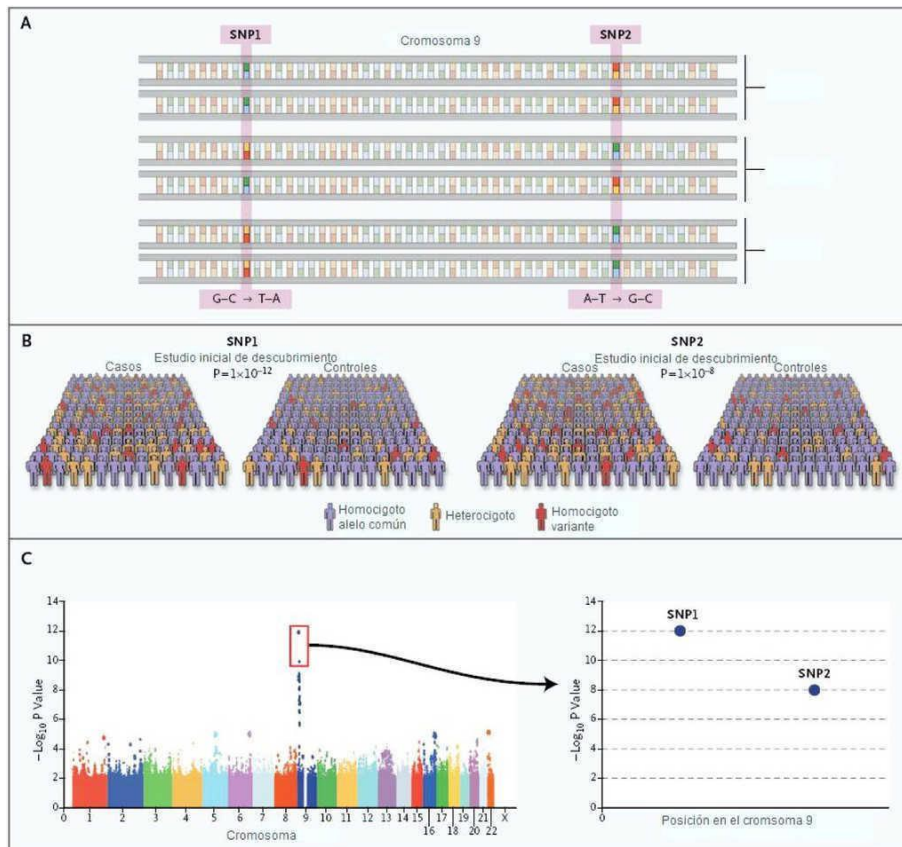 A
SNP1
Cromosoma 9
SNP2
G–C → T–A
A–T → G–C
B
SNP1
Estudio inicial de descubrimiento
Casos
P=1×10⁻¹²
Controles
SNP2
Estudio inicial de descubrimiento
Casos
P=1×10⁻⁸
Controles
Homocigoto
alelo común
Heterocigoto
Homocigoto
variante
C
14
12
10
8
6
4
2
0
–Log₁₀ P Value
0 1 2 3 4 5 6 7 8 9 10 11 12 13 14 15 17 19 21 X
16 18 20 22
Cromosoma
14
12
10
8
6
4
2
0
–Log₁₀ P Value
SNP1
SNP2
Posición en el cromsoma 9